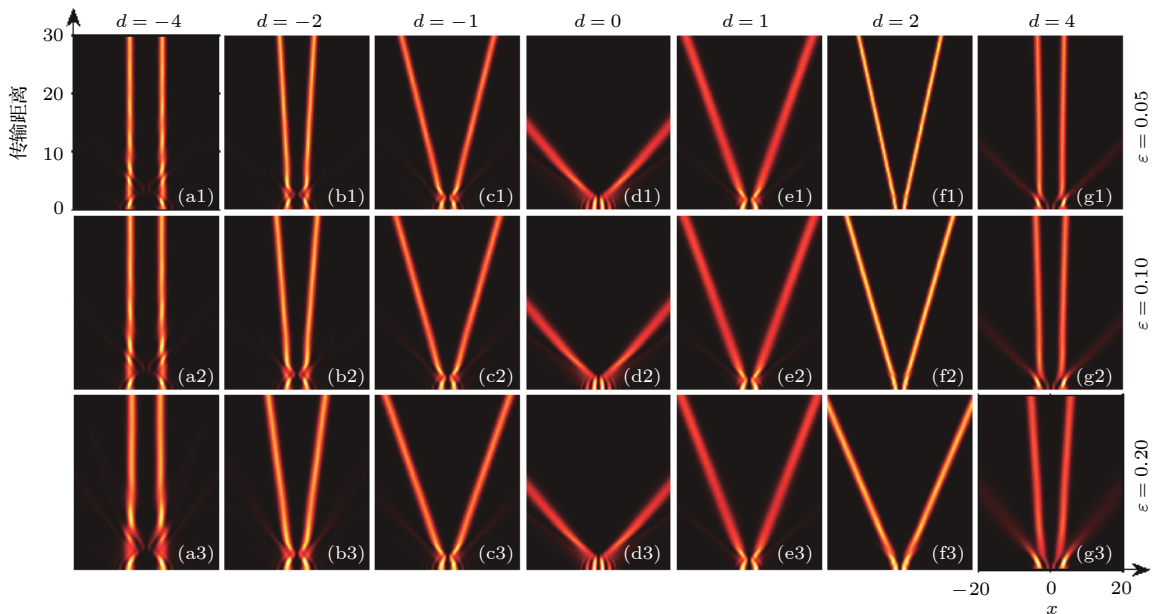 d = −4 d = −2 d = −1 d = 0 d = 1 d = 2 d = 4
30
20
10
0
传输距离
(a1) (b1) (c1) (d1) (e1) (f1) (g1)
ε = 0.05
(a2) (b2) (c2) (d2) (e2) (f2) (g2)
ε = 0.10
(a3) (b3) (c3) (d3) (e3) (f3) (g3)
ε = 0.20
−20 0 20
x